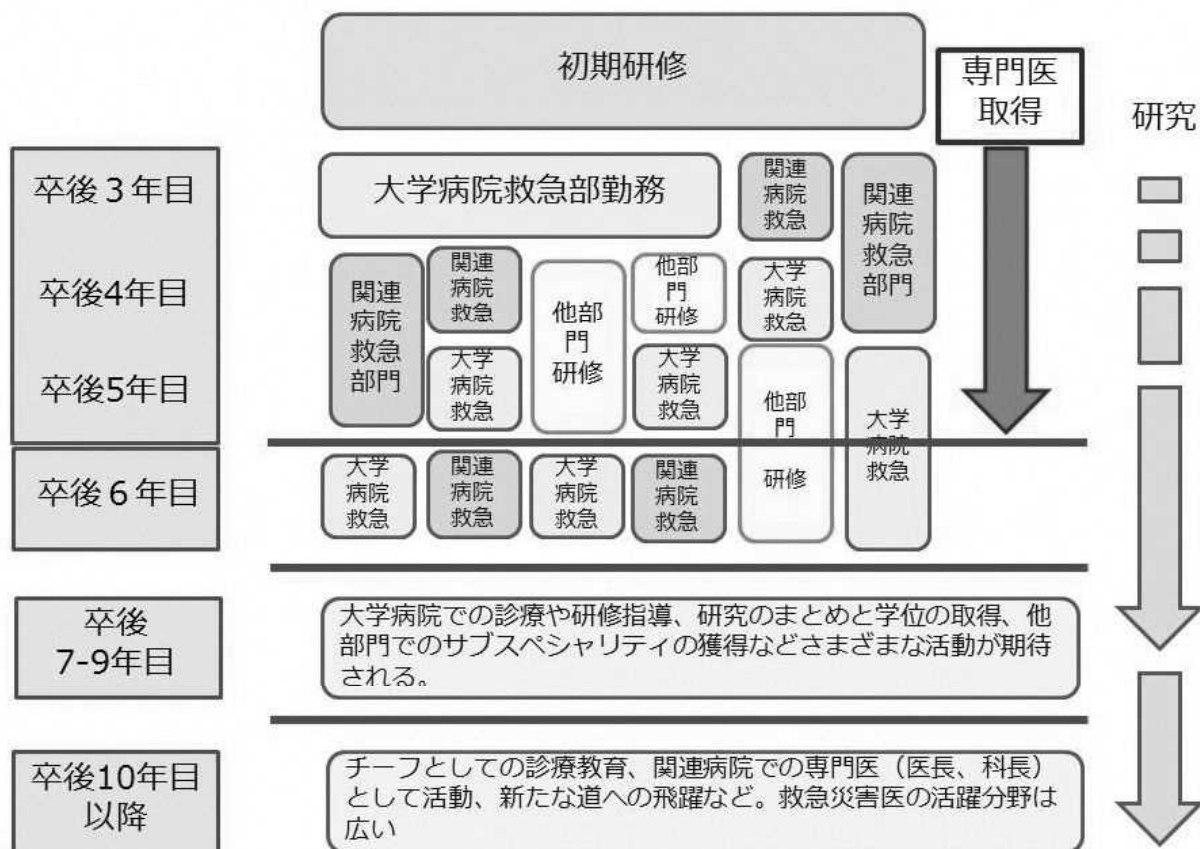 初期研修
専門医
取得
研究
卒後３年目
大学病院救急部勤務
関連
病院
救急
関連
病院
救急
部門
卒後4年目
関連
病院
救急
部門
関連
病院
救急
他部
門
研修
他部
門
研修
大学
病院
救急
卒後5年目
大学
病院
救急
大学
病院
救急
他部
門
研修
大学
病院
救急
卒後６年目
大学
病院
救急
関連
病院
救急
大学
病院
救急
関連
病院
救急
卒後
7-9年目
大学病院での診療や研修指導、研究のまとめと学位の取得、他
部門でのサブスペシャリティの獲得などさまざまな活動が期待
される。
卒後10年目
以降
チーフとしての診療教育、関連病院での専門医（医長、科長）
として活動、新たな道への飛躍など。救急災害医の活躍分野は
広い